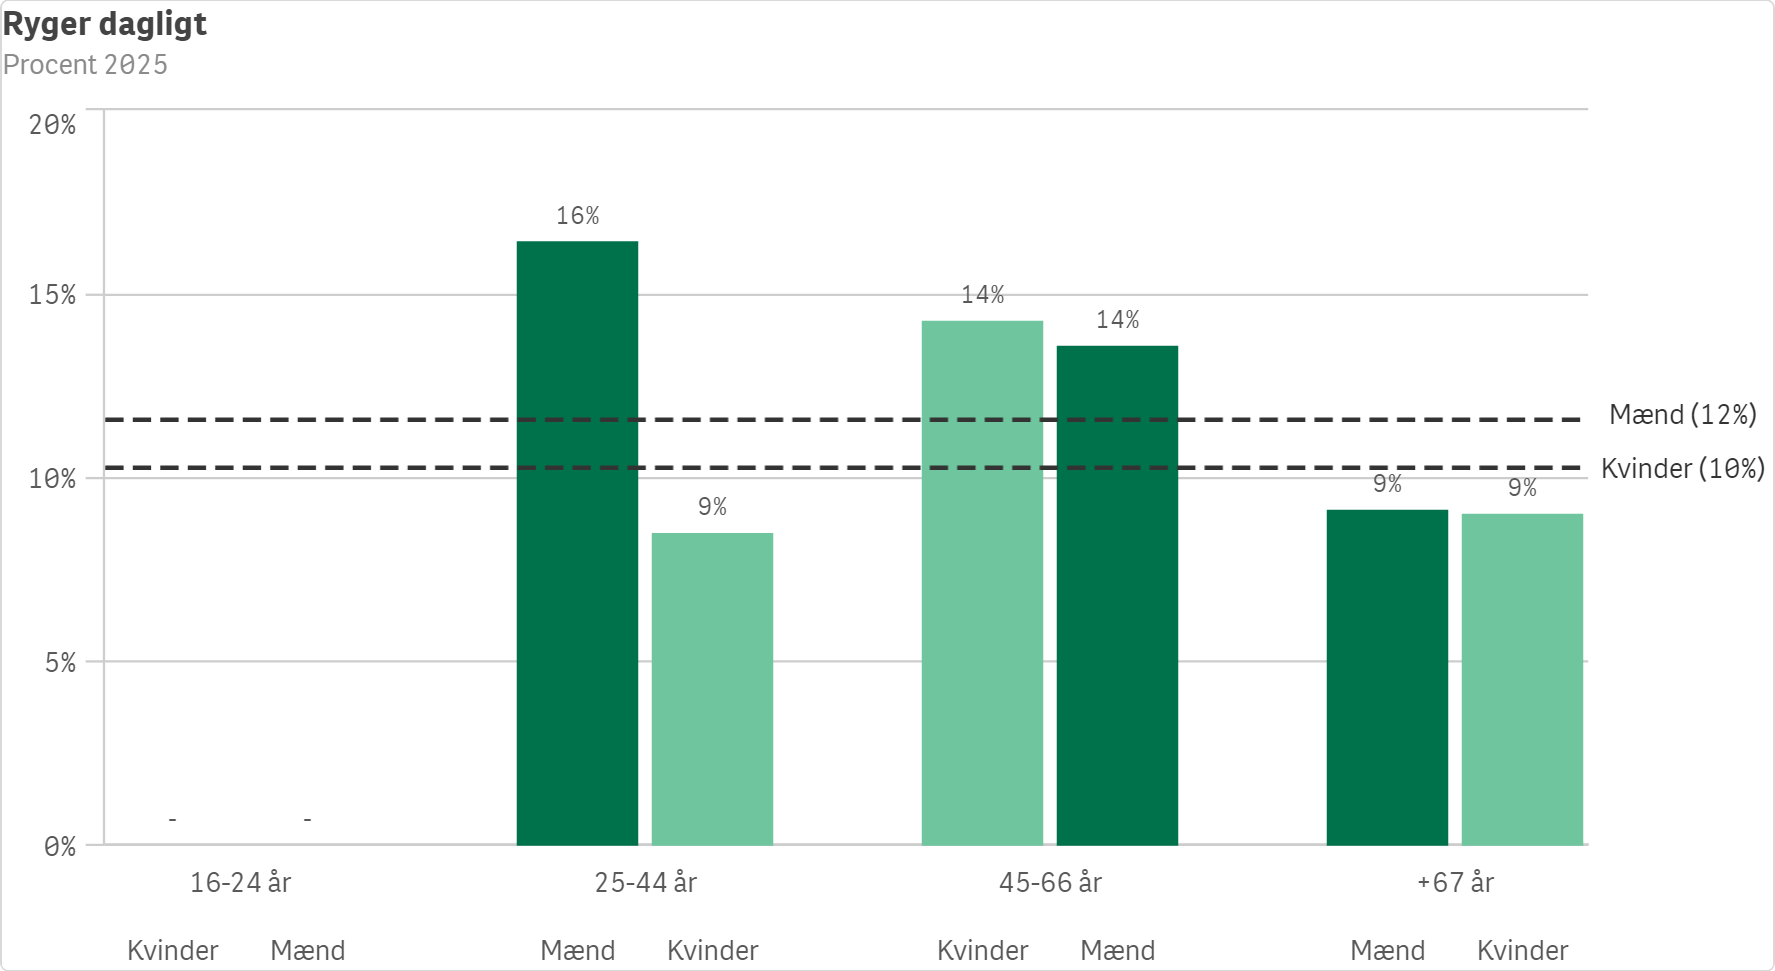 Ryger dagligt
Procent 2025
20%
16%
15%
14%
14%
Mænd (12%)
Kvinder (10%)
10%
9%
9%
9%
5%
-
-
0%
16-24 år
25-44 år
45-66 år
+67 år
Kvinder
Mænd
Mænd
Kvinder
Kvinder
Mænd
Mænd
Kvinder